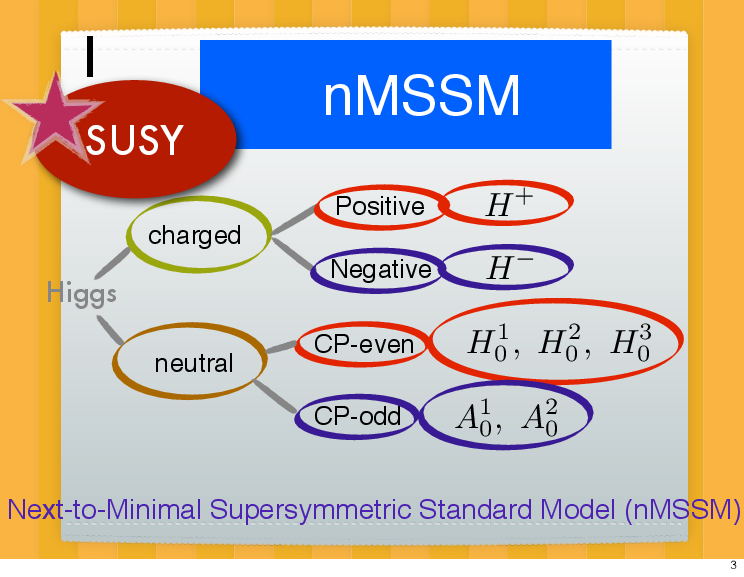 nMSSM
SUSY
Positive H⁺
charged
Negative H⁻
Higgs
CP-even H₀¹, H₀², H₀³
neutral
CP-odd A₀¹, A₀²
Next-to-Minimal Supersymmetric Standard Model (nMSSM)
3